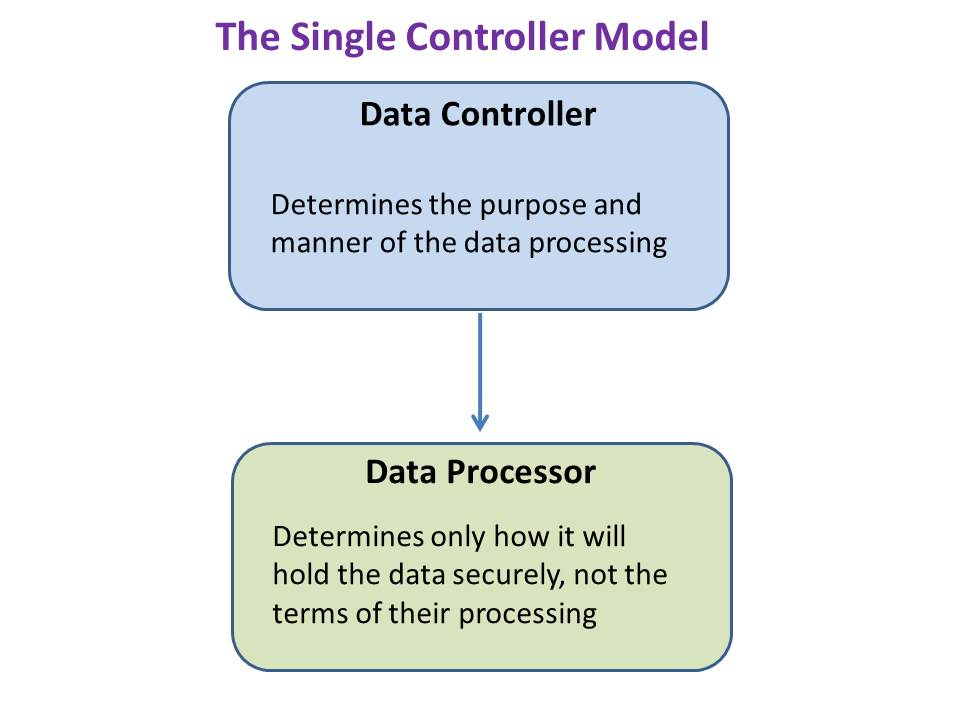 The Single Controller Model
Data Controller
Determines the purpose and
manner of the data processing
Data Processor
Determines only how it will
hold the data securely, not the
terms of their processing